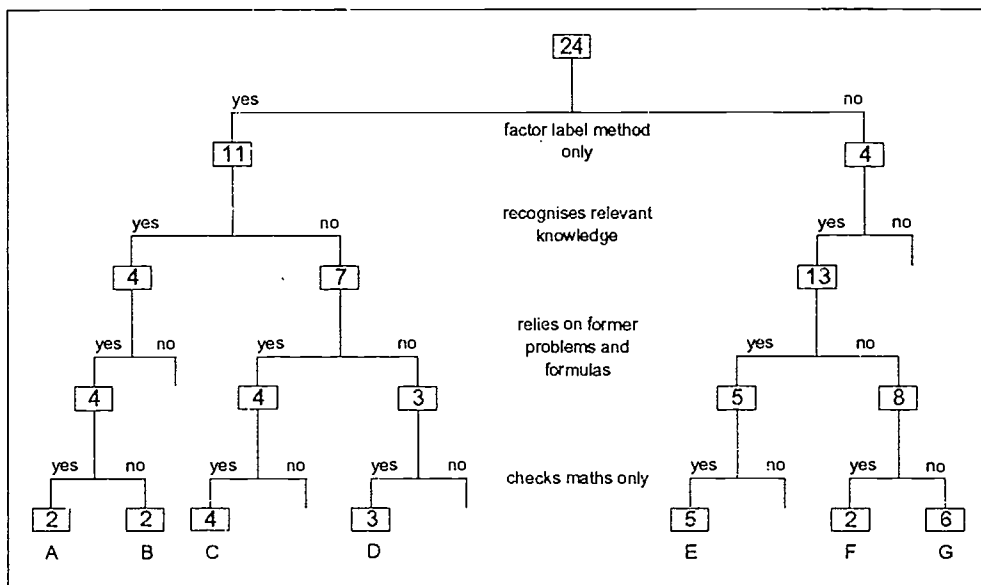 24
yes no
factor label method
only
11 4
recognises relevant
knowledge
yes no yes no
4 7 13
relies on former
problems and
formulas
yes no yes no yes no
4 4 3 5 8
checks maths only
yes no yes no yes no yes no yes no
2 2 4 3 5 2 6
A B C D E F G